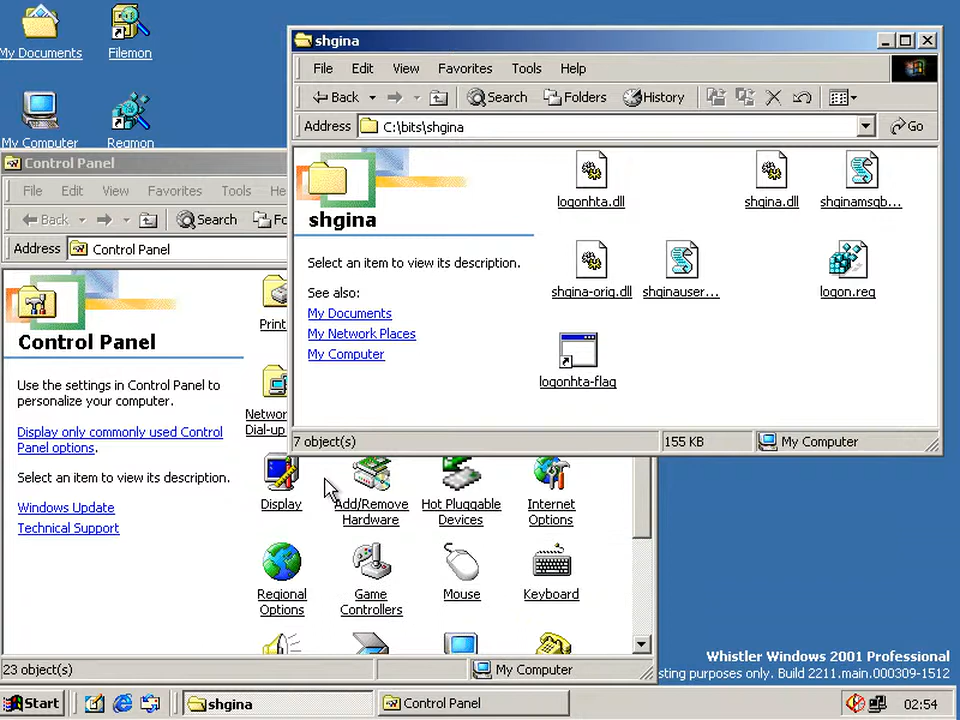 My Documents
Filemon
My Computer
Regmon
shgina
File Edit View Favorites Tools Help
Back Search Folders History
Address C:\bits\shgina Go
shgina
Select an item to view its description.
See also:
My Documents
My Network Places
My Computer
logonhta.dll
shgina.dll
shginamsgb...
shgina-orig.dll
shginauser...
logon.reg
logonhta-flag
7 object(s) 155 KB My Computer
Control Panel
File Edit View Favorites Tools He
Back Search Fo
Address Control Panel
Control Panel
Use the settings in Control Panel to
personalize your computer.
Display only commonly used Control
Panel options.
Select an item to view its description.
Windows Update
Technical Support
Print
Networ
Dial-up
Display
Add/Remove
Hardware
Hot Pluggable
Devices
Internet
Options
Regional
Options
Game
Controllers
Mouse
Keyboard
23 object(s) My Computer
Whistler Windows 2001 Professional
sting purposes only. Build 2211.main.000309-1512
Start shgina Control Panel 02:54